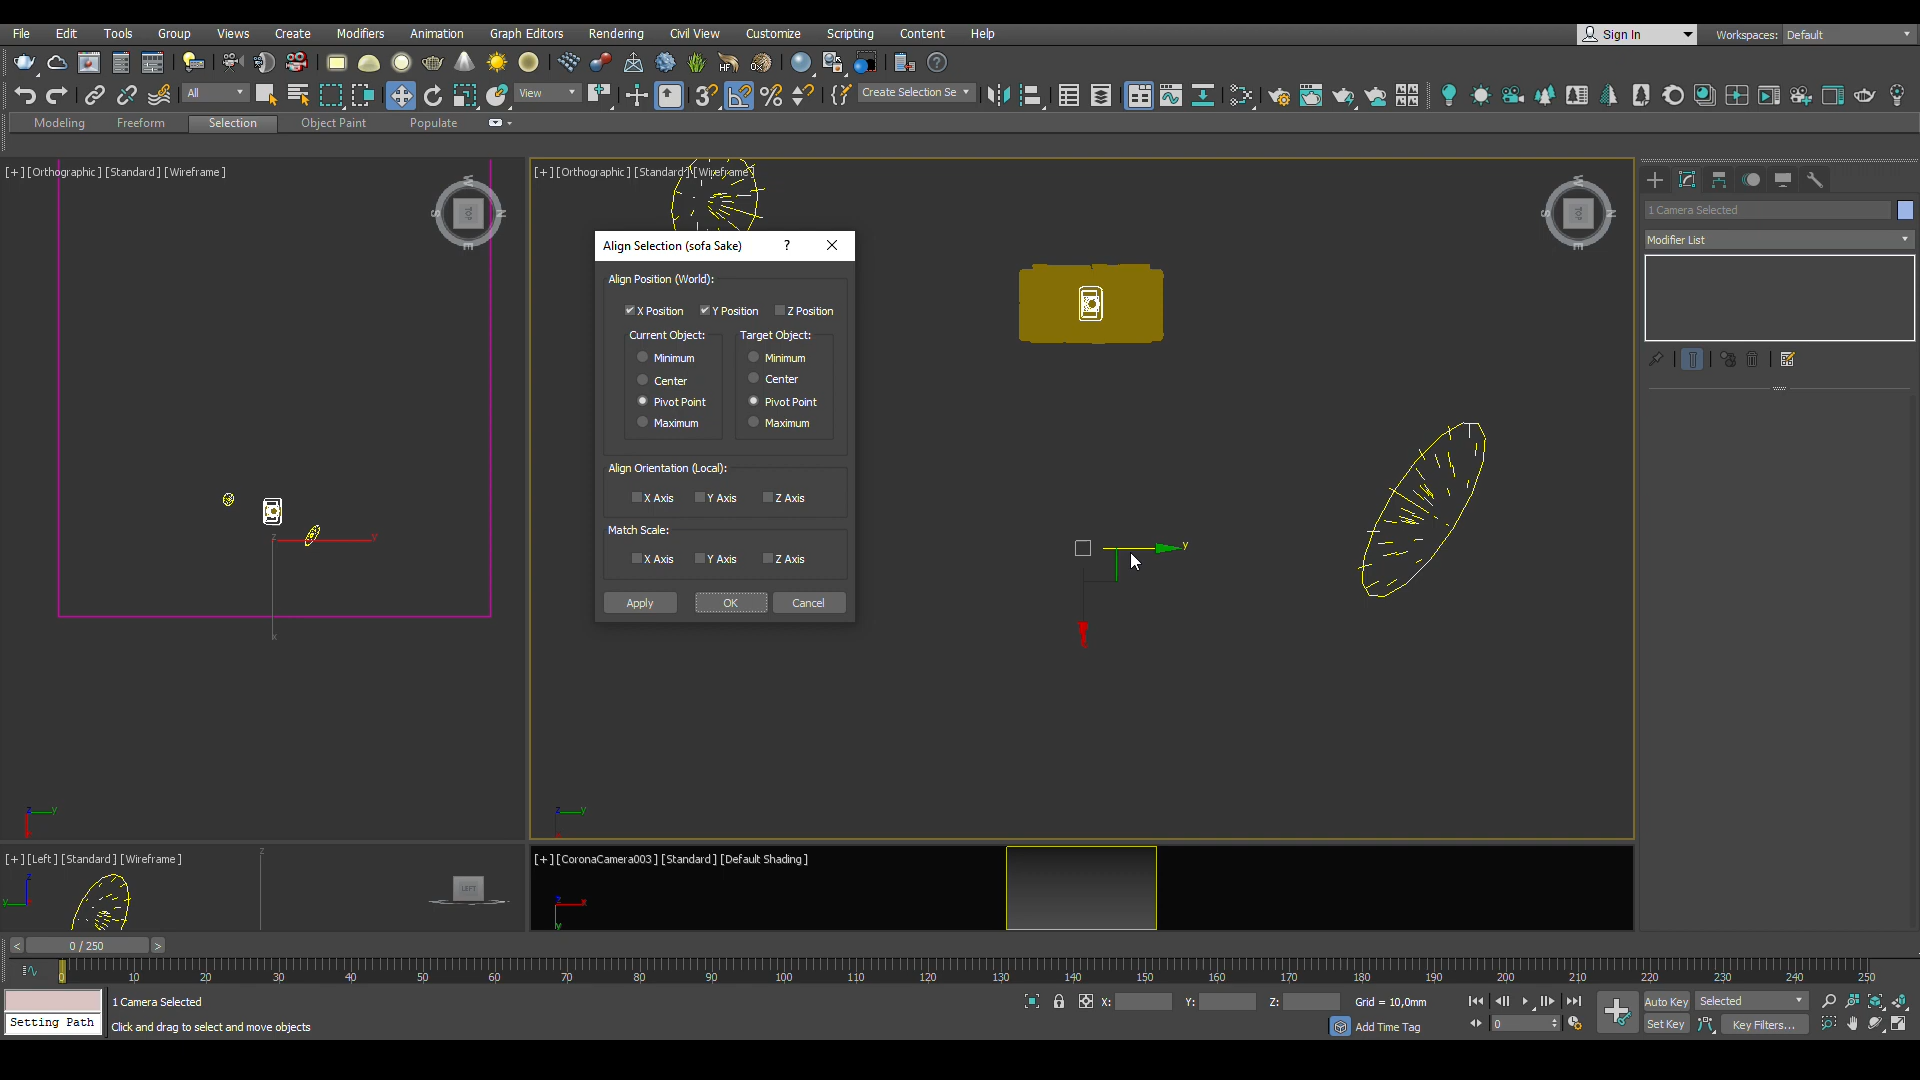 File Edit Tools Group Views Create Modifiers Animation Graph Editors Rendering Civil View Customize Scripting Content Help Sign In Workspaces: Default
All View Create Selection Se
Modeling Freeform Selection Object Paint Populate
[+] [Orthographic] [Standard] [Wireframe]
[+] [Orthographic] [Standard] [Wireframe
W S N E TOP
W S N E TOP
1 Camera Selected
Modifier List
Align Selection (sofa Sake) ?
Align Position (World):
X Position Y Position Z Position
Current Object: Target Object:
Minimum Minimum
Center Center
Pivot Point Pivot Point
Maximum Maximum
Align Orientation (Local):
X Axis Y Axis Z Axis
Match Scale:
X Axis Y Axis Z Axis
Apply OK Cancel
z y
x
y
z y
z y
[+] [Left] [Standard] [Wireframe]
z
LEFT
z
y
[+] [CoronaCamera003] [Standard] [Default Shading]
z x
y
< 0 / 250 >
0 10 20 30 40 50 60 70 80 90 100 110 120 130 140 150 160 170 180 190 200 210 220 230 240 250
1 Camera Selected X: Y: Z: Grid = 10,0mm Auto Key Selected
Setting Path Click and drag to select and move objects Add Time Tag 0 Set Key Key Filters...